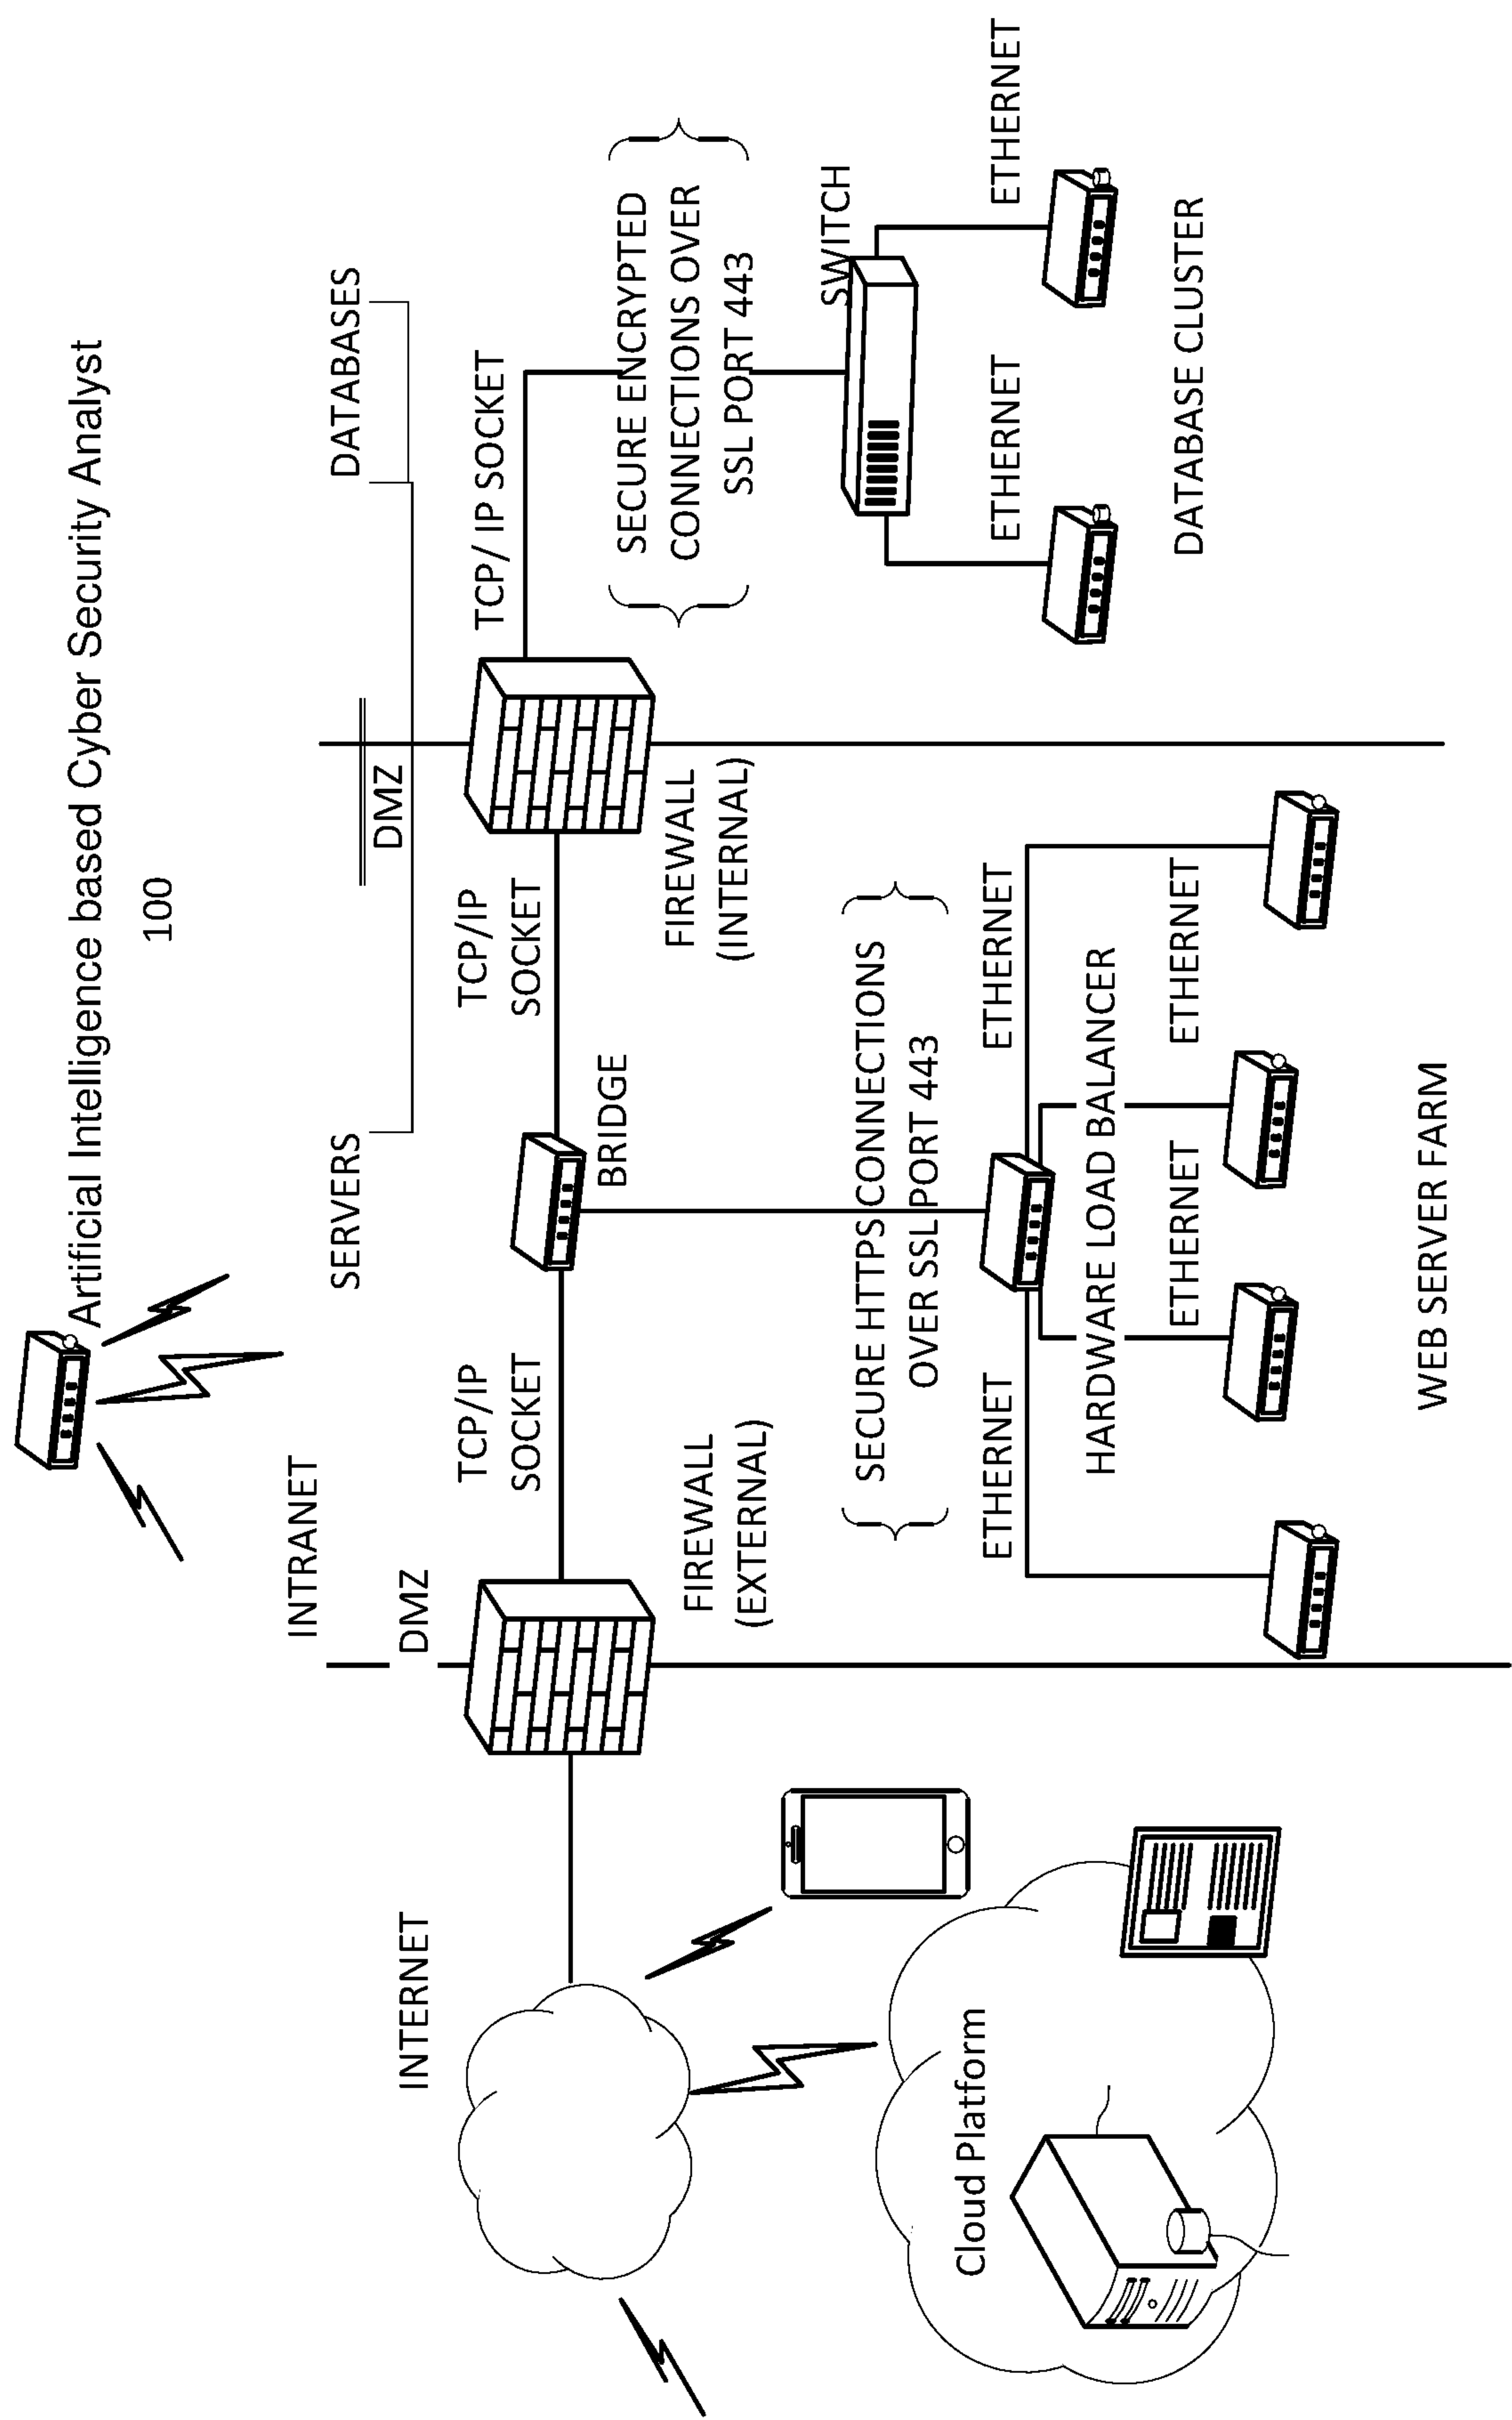 Artificial Intelligence based Cyber Security Analyst
100
INTRANET
SERVERS
DATABASES
INTERNET
DMZ
DMZ
TCP/IP
SOCKET
TCP/IP
SOCKET
TCP/ IP SOCKET
BRIDGE
FIREWALL
(EXTERNAL)
FIREWALL
(INTERNAL)
SECURE ENCRYPTED
CONNECTIONS OVER
SSL PORT 443
SWITCH
SECURE HTTPS CONNECTIONS
OVER SSL PORT 443
Cloud Platform
ETHERNET
ETHERNET
ETHERNET
ETHERNET
HARDWARE LOAD BALANCER
ETHERNET
ETHERNET
DATABASE CLUSTER
WEB SERVER FARM